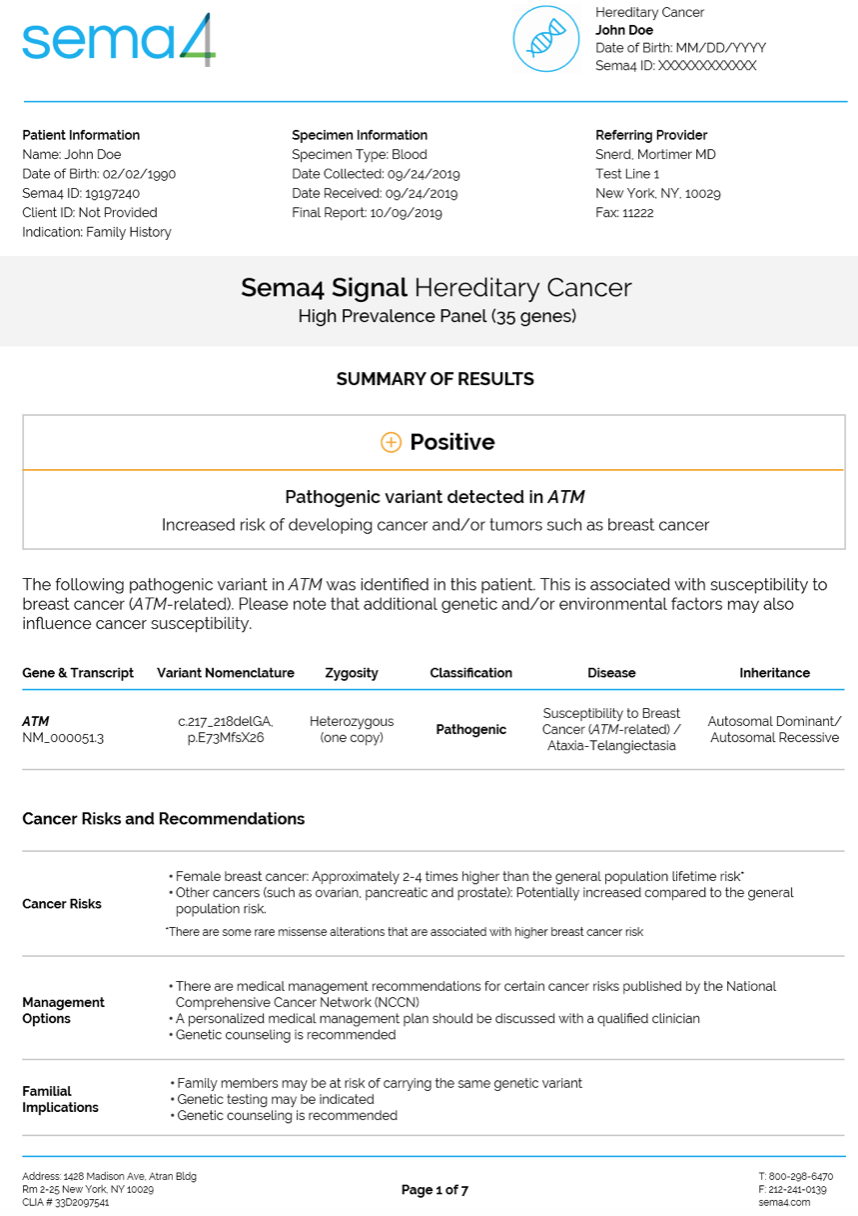 sema4
Hereditary Cancer
John Doe
Date of Birth: MM/DD/YYYY
Sema4 ID: XXXXXXXXXXXX
Patient Information
Name: John Doe
Date of Birth: 02/02/1990
Sema4 ID: 19197240
Client ID: Not Provided
Indication: Family History
Specimen Information
Specimen Type: Blood
Date Collected: 09/24/2019
Date Received: 09/24/2019
Final Report: 10/09/2019
Referring Provider
Snerd, Mortimer MD
Test Line 1
New York, NY, 10029
Fax: 11222
Sema4 Signal Hereditary Cancer
High Prevalence Panel (35 genes)
SUMMARY OF RESULTS
Positive
Pathogenic variant detected in ATM
Increased risk of developing cancer and/or tumors such as breast cancer
The following pathogenic variant in ATM was identified in this patient. This is associated with susceptibility to
breast cancer (ATM-related). Please note that additional genetic and/or environmental factors may also
influence cancer susceptibility.
Gene & Transcript Variant Nomenclature Zygosity Classification Disease Inheritance
ATM
NM_000051.3
c.217_218delGA,
p.E73MfsX26
Heterozygous
(one copy)
Pathogenic
Susceptibility to Breast
Cancer (ATM-related) /
Ataxia-Telangiectasia
Autosomal Dominant/
Autosomal Recessive
Cancer Risks and Recommendations
Cancer Risks
• Female breast cancer: Approximately 2-4 times higher than the general population lifetime risk*
• Other cancers (such as ovarian, pancreatic and prostate): Potentially increased compared to the general
population risk.
*There are some rare missense alterations that are associated with higher breast cancer risk
Management
Options
• There are medical management recommendations for certain cancer risks published by the National
Comprehensive Cancer Network (NCCN)
• A personalized medical management plan should be discussed with a qualified clinician
• Genetic counseling is recommended
Familial
Implications
• Family members may be at risk of carrying the same genetic variant
• Genetic testing may be indicated
• Genetic counseling is recommended
Address: 1428 Madison Ave, Atran Bldg
Rm 2-25 New York, NY 10029
CLIA # 33D2097541
Page 1 of 7
T: 800-298-6470
F: 212-241-0139
sema4.com